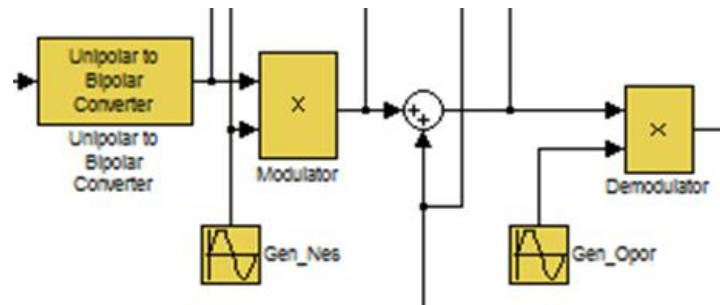 Unipolar to
Bipolar
Converter
Unipolar to
Bipolar
Converter
X
Modulator
Gen_Nes
+
+
X
Demodulator
Gen_Opor